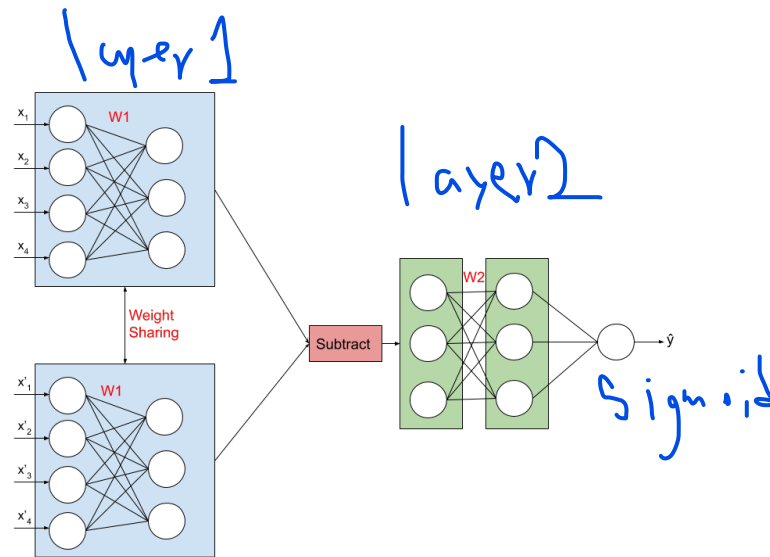 layer1
x₁
W1
x₂
x₃
x₄
layer2
W2
Weight
Sharing
Subtract
ŷ
x'₁
W1
x'₂
x'₃
x'₄
Sigmoid